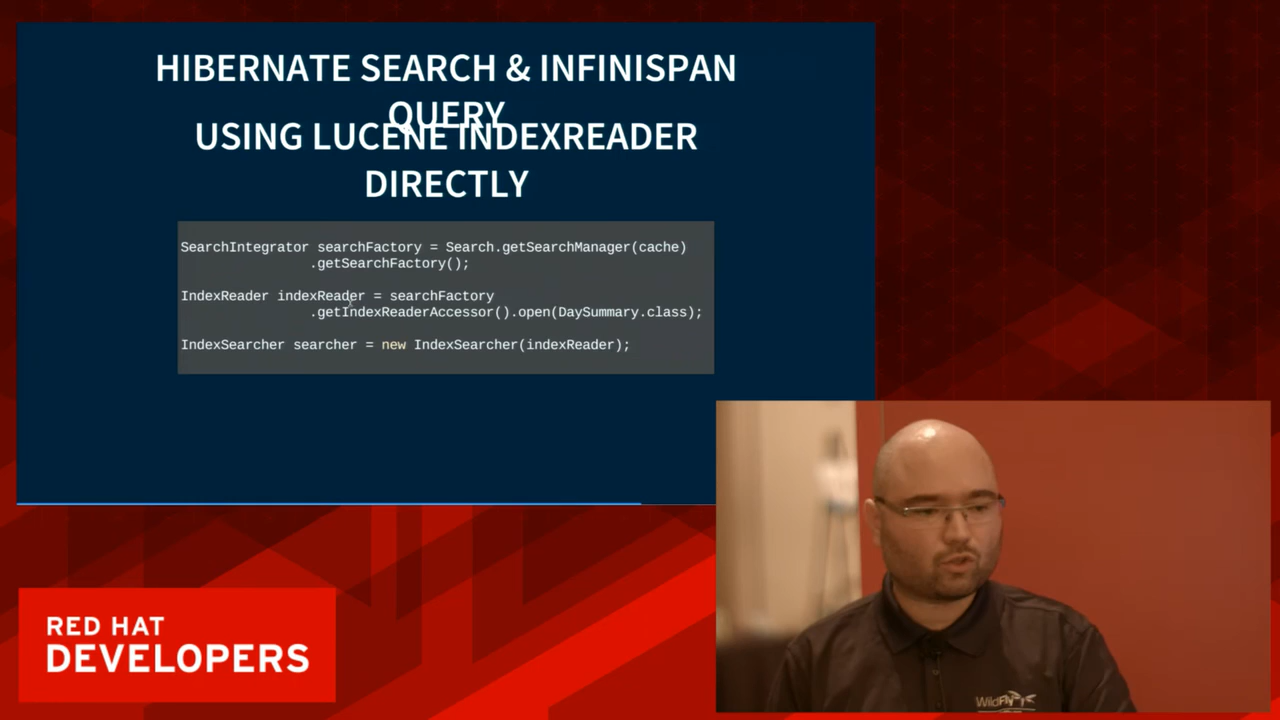 HIBERNATE SEARCH & INFINISPAN
QUERY
USING LUCENE INDEXREADER
DIRECTLY
SearchIntegrator searchFactory = Search.getSearchManager(cache)
.getSearchFactory();
IndexReader indexReader = searchFactory
.getIndexReaderAccessor().open(DaySummary.class);
IndexSearcher searcher = new IndexSearcher(indexReader);
RED HAT
DEVELOPERS
WildFly